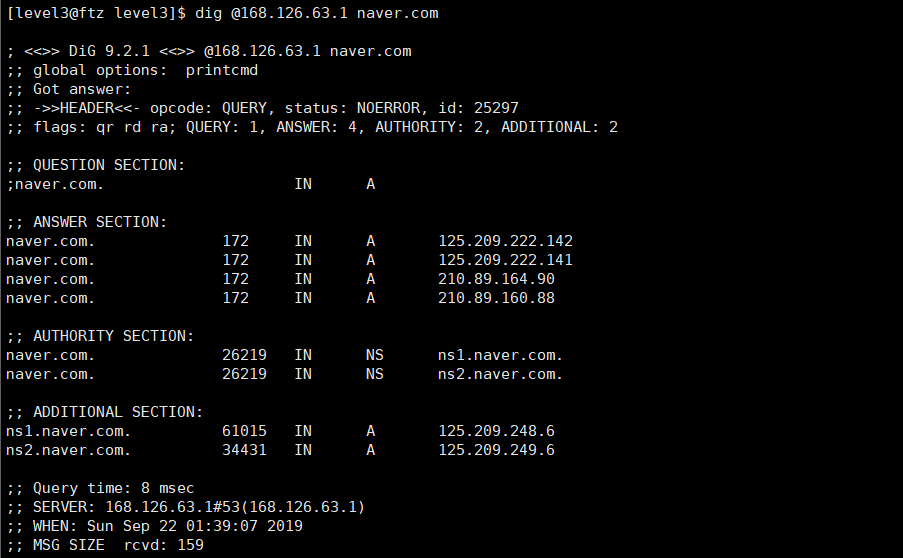 [level3@ftz level3]$ dig @168.126.63.1 naver.com
; <<>> DiG 9.2.1 <<>> @168.126.63.1 naver.com
;; global options:  printcmd
;; Got answer:
;; ->>HEADER<<- opcode: QUERY, status: NOERROR, id: 25297
;; flags: qr rd ra; QUERY: 1, ANSWER: 4, AUTHORITY: 2, ADDITIONAL: 2
;; QUESTION SECTION:
;naver.com.                     IN      A
;; ANSWER SECTION:
naver.com.              172     IN      A       125.209.222.142
naver.com.              172     IN      A       125.209.222.141
naver.com.              172     IN      A       210.89.164.90
naver.com.              172     IN      A       210.89.160.88
;; AUTHORITY SECTION:
naver.com.              26219   IN      NS      ns1.naver.com.
naver.com.              26219   IN      NS      ns2.naver.com.
;; ADDITIONAL SECTION:
ns1.naver.com.          61015   IN      A       125.209.248.6
ns2.naver.com.          34431   IN      A       125.209.249.6
;; Query time: 8 msec
;; SERVER: 168.126.63.1#53(168.126.63.1)
;; WHEN: Sun Sep 22 01:39:07 2019
;; MSG SIZE  rcvd: 159